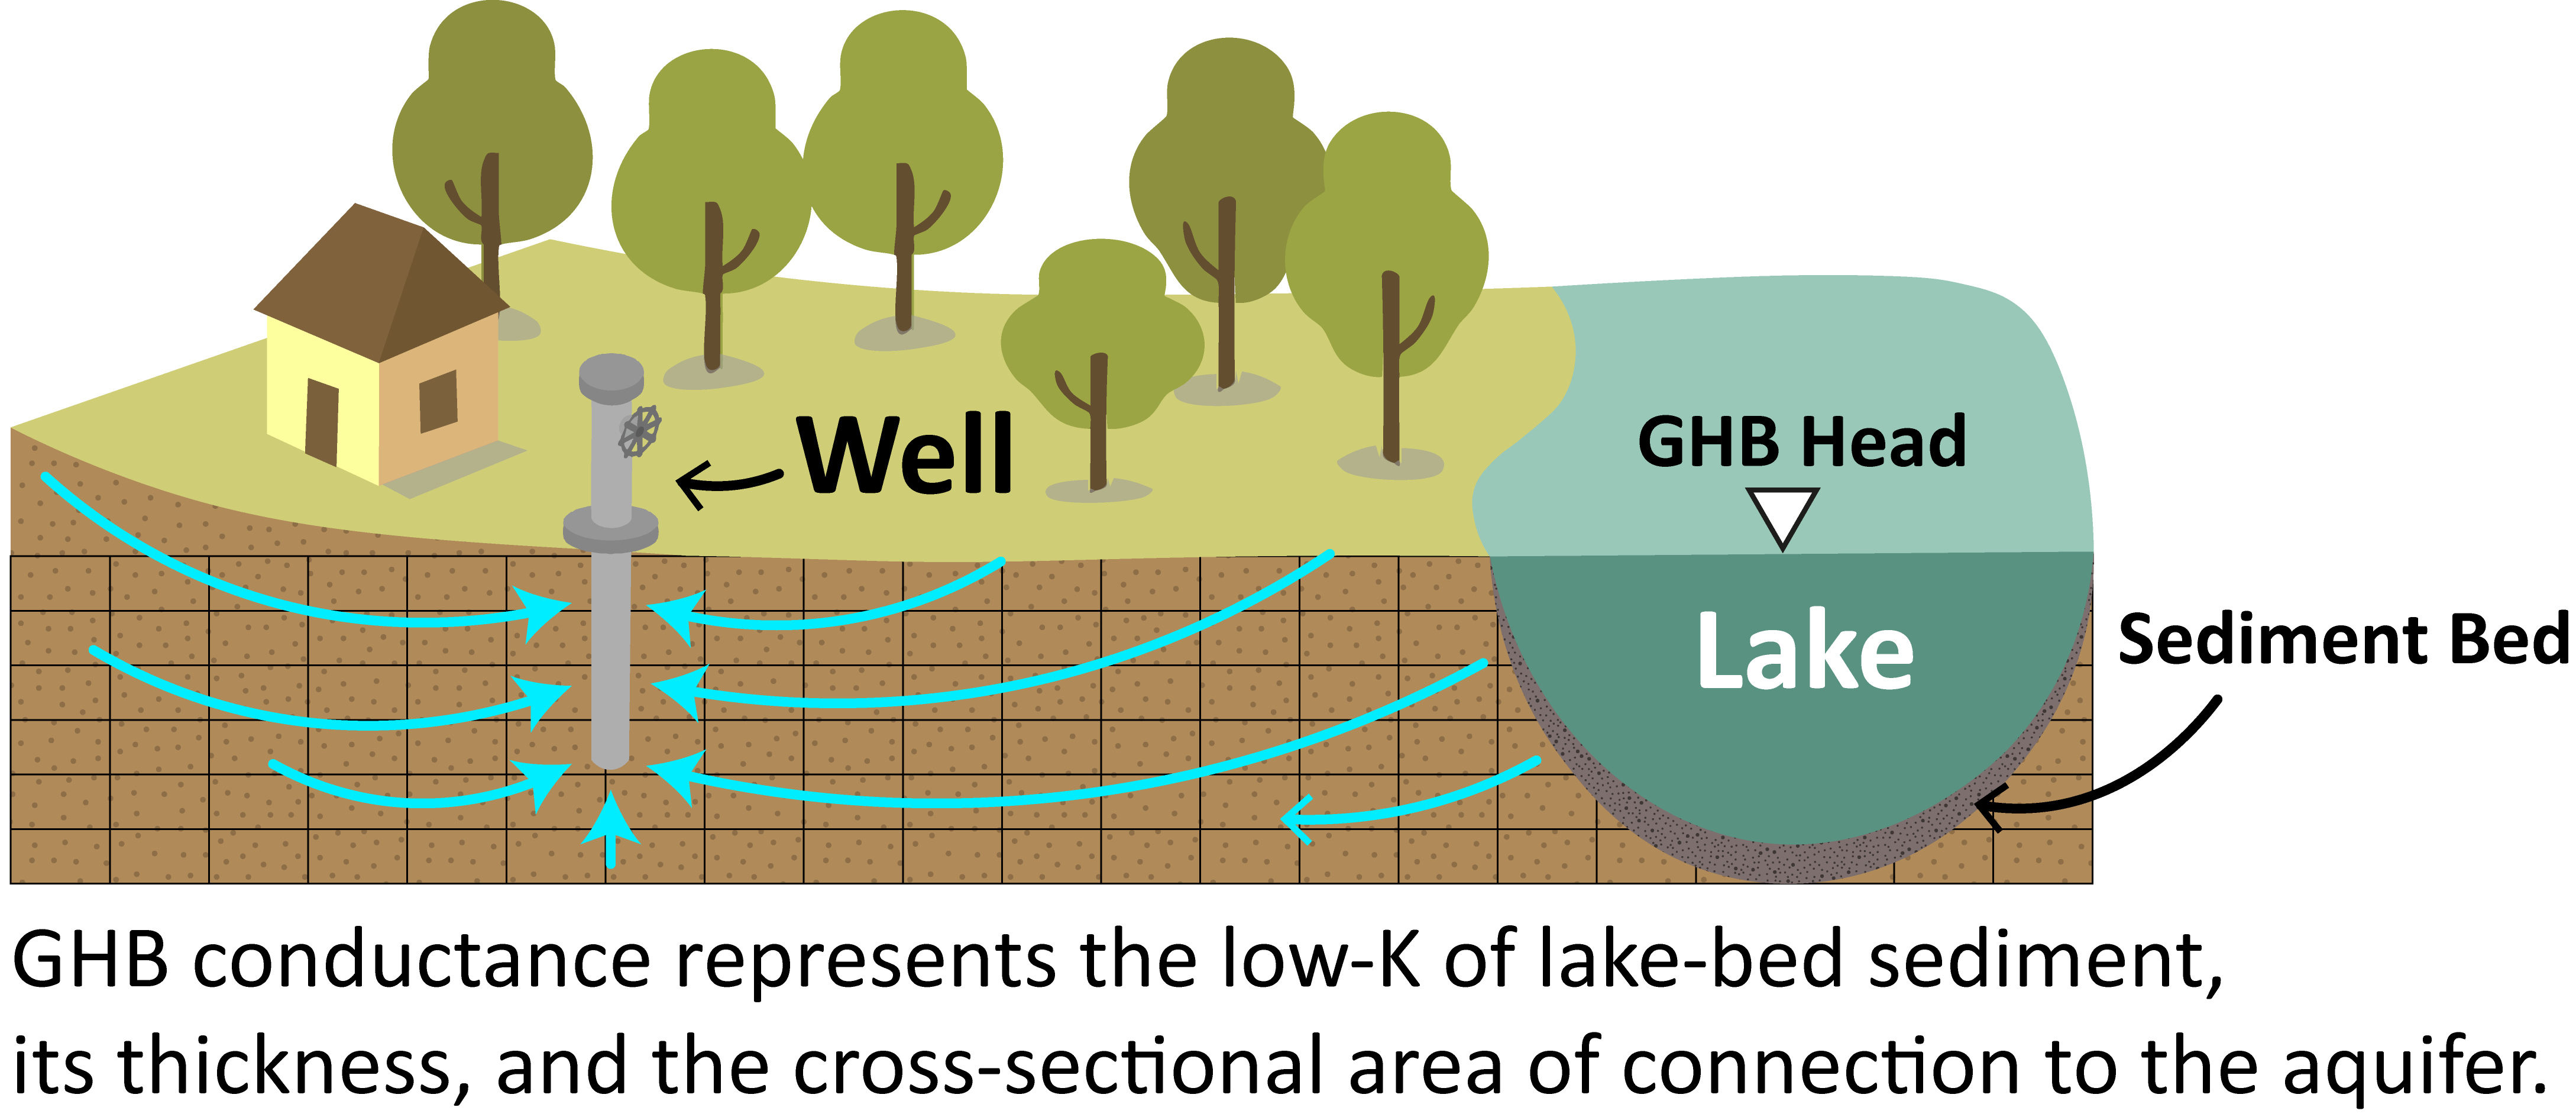 Well
GHB Head
Lake
Sediment Bed
GHB conductance represents the low-K of lake-bed sediment,
its thickness, and the cross-sectional area of connection to the aquifer.